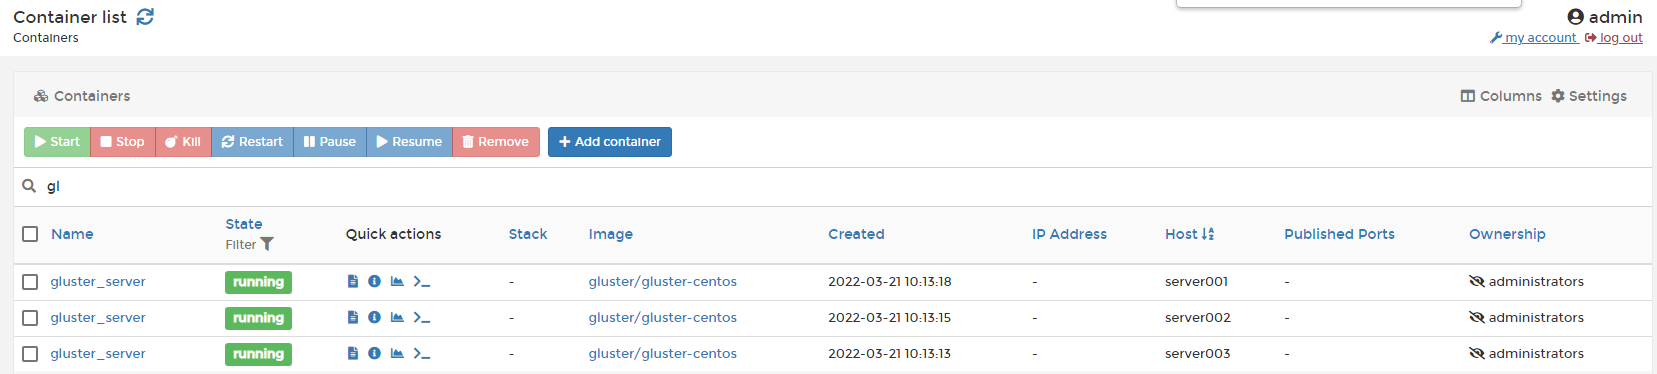 Container list
admin
Containers
my account log out
Containers
Columns Settings
Start Stop Kill Restart Pause Resume Remove Add container
gl
Name State Filter Quick actions Stack Image Created IP Address Host Published Ports Ownership
gluster_server running - gluster/gluster-centos 2022-03-21 10:13:18 - server001 - administrators
gluster_server running - gluster/gluster-centos 2022-03-21 10:13:15 - server002 - administrators
gluster_server running - gluster/gluster-centos 2022-03-21 10:13:13 - server003 - administrators